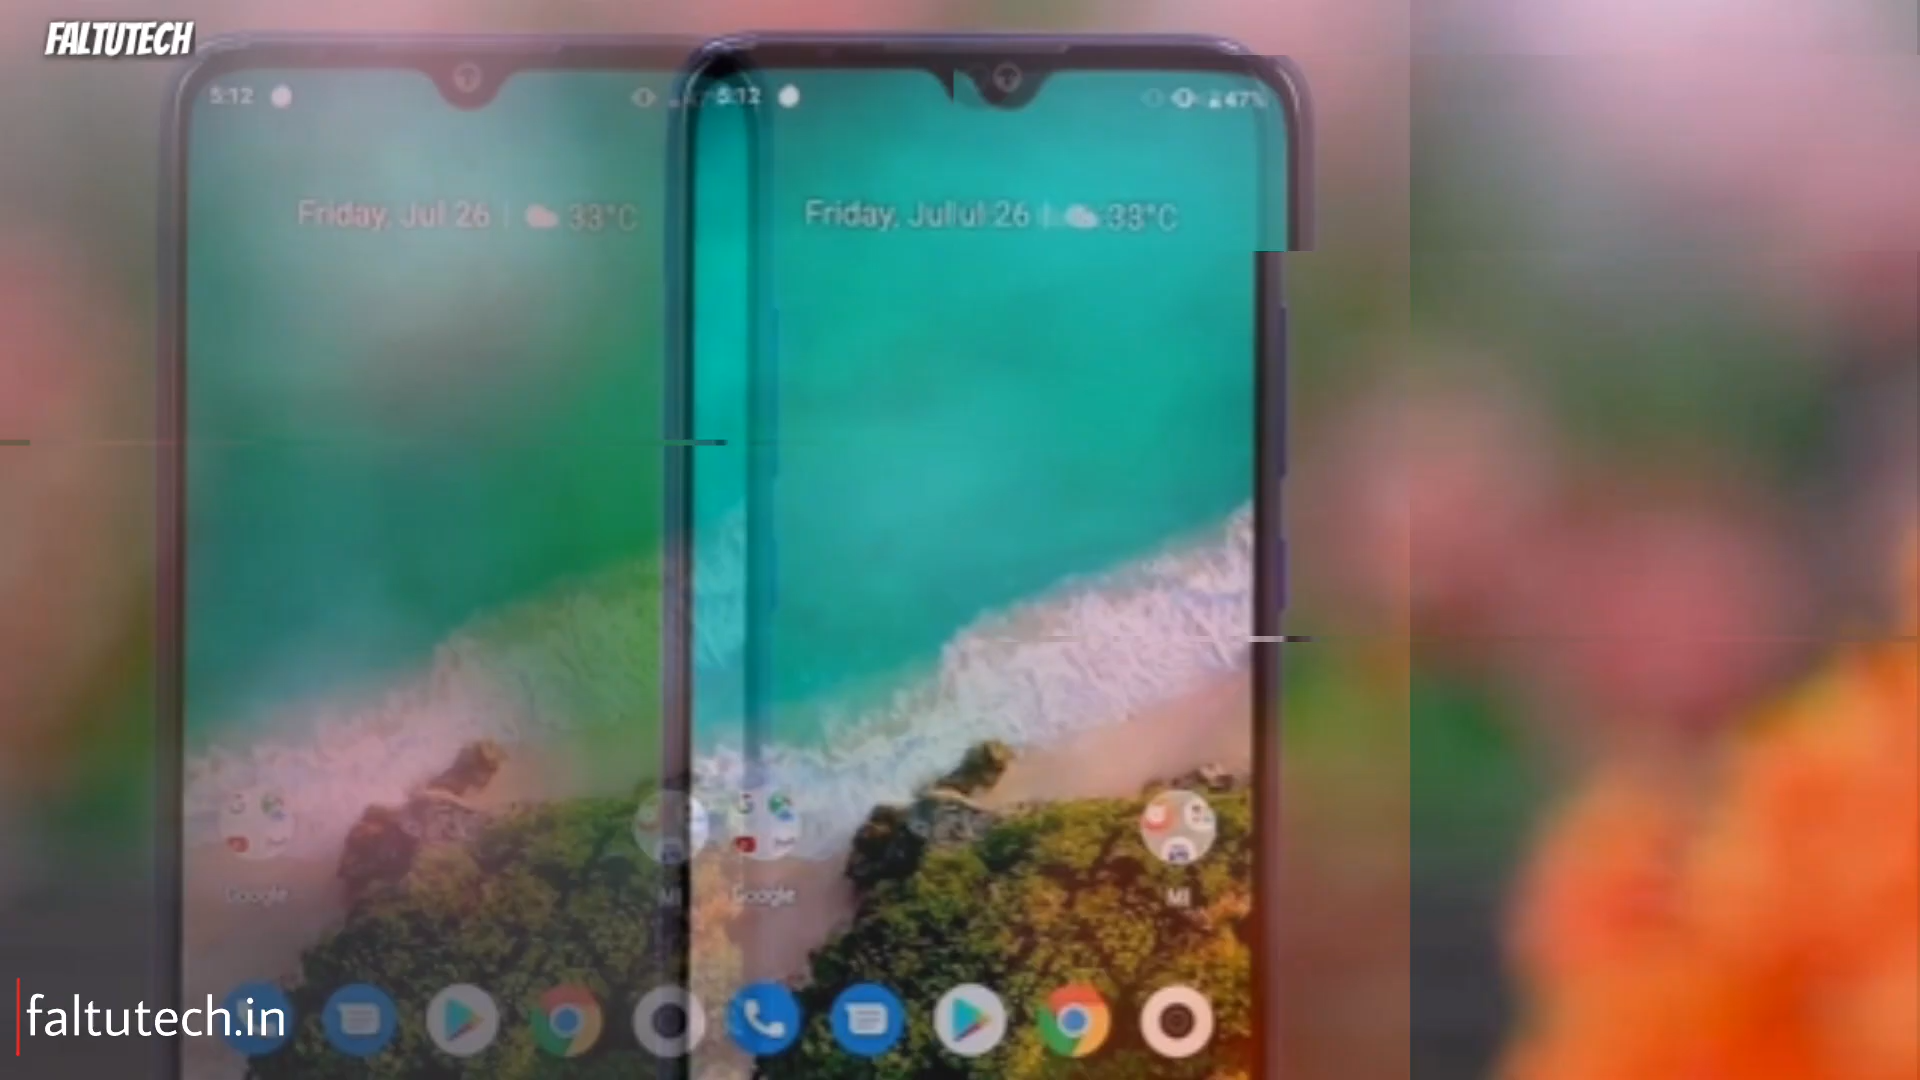 FALTUTECH
5:12
5:12
47%
Friday, Jul 26 | 33°C
Friday, Julul 26 | 33°C
Google
MI
Google
MI
faltutech.in